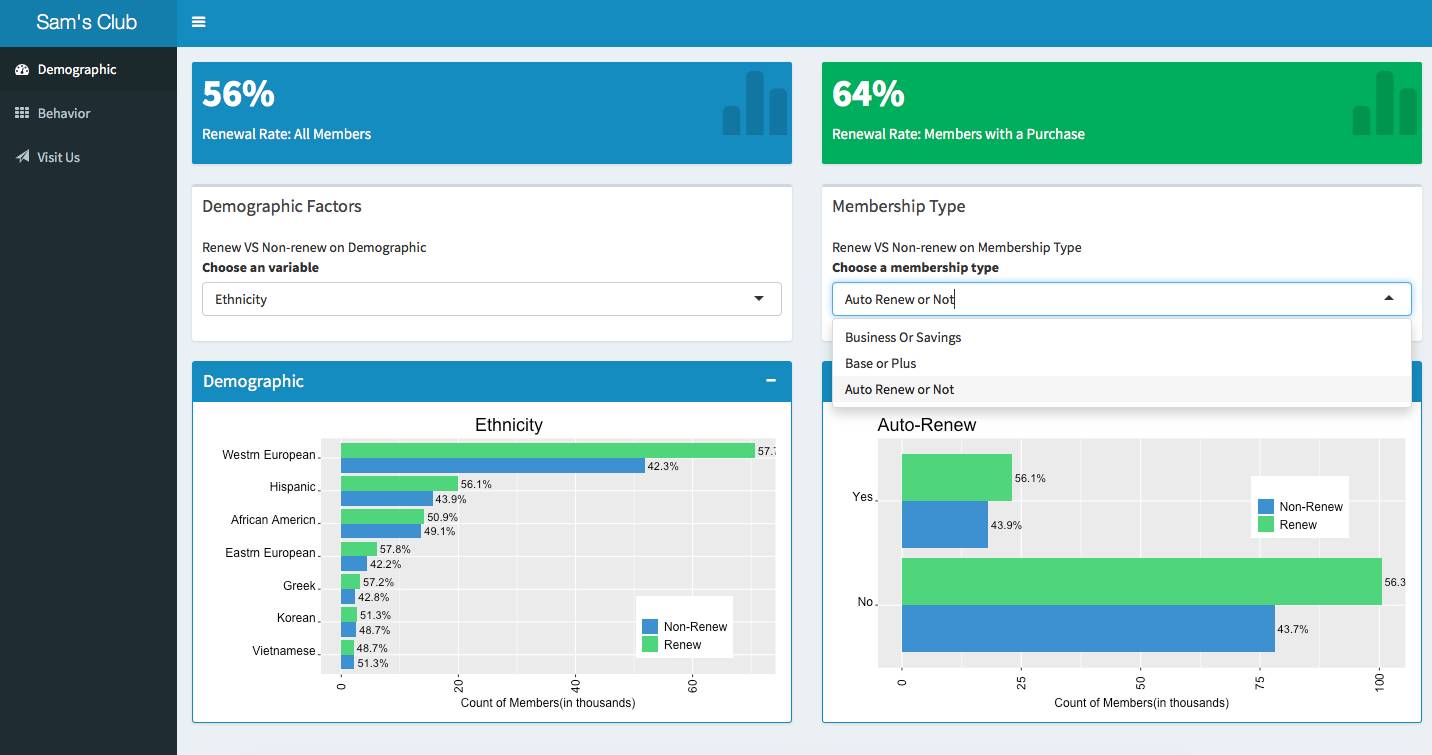 Sam's Club
Demographic
Behavior
Visit Us
56%
Renewal Rate: All Members
64%
Renewal Rate: Members with a Purchase
Demographic Factors
Renew VS Non-renew on Demographic
Choose an variable
Ethnicity
Membership Type
Renew VS Non-renew on Membership Type
Choose a membership type
Auto Renew or Not
Business Or Savings
Base or Plus
Auto Renew or Not
Demographic
Ethnicity
Westrn European
57.7
42.3%
Hispanic
56.1%
43.9%
African Americn
50.9%
49.1%
Eastrn European
57.8%
42.2%
Greek
57.2%
42.8%
Korean
51.3%
48.7%
Vietnamese
48.7%
51.3%
Non-Renew
Renew
0 20 40 60
Count of Members(in thousands)
Auto-Renew
Yes
56.1%
43.9%
No
56.3
43.7%
Non-Renew
Renew
0 25 50 75 100
Count of Members(in thousands)